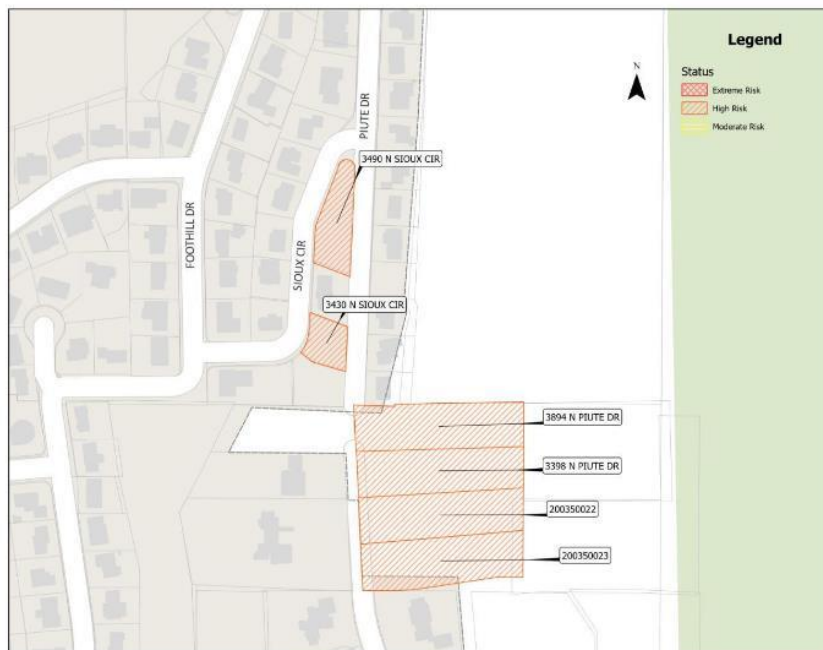 Legend
Status
Extreme Risk
High Risk
Moderate Risk
N
PIUTE DR
3490 N SIOUX CIR
FOOTHILL DR
SIOUX CIR
3430 N SIOUX CIR
3894 N PIUTE DR
3398 N PIUTE DR
200350022
200350023